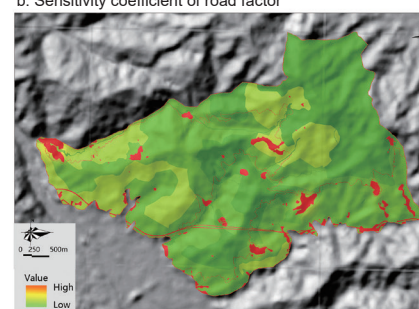 b. Sensitivity coefficient of road factor
0 250 500m
Value
High
Low